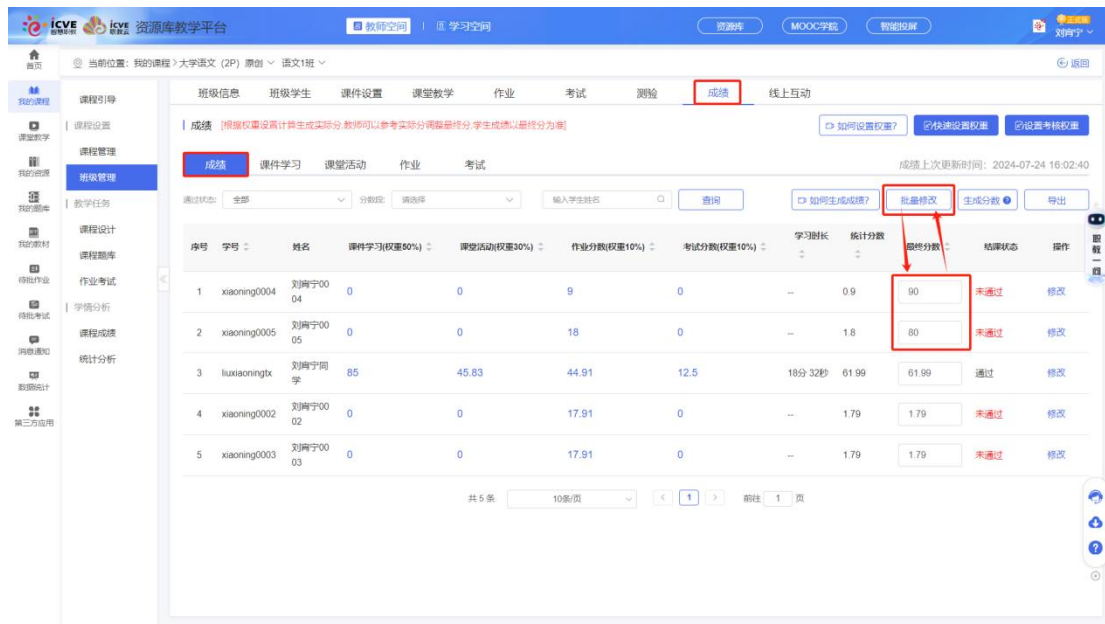 icve 智慧职教 icve 职教云 资源库教学平台 教师空间 学习空间 资源库 MOOC学院 智能投屏 正式版 刘肖宁
首页 当前位置: 我的课程 > 大学语文 (2P) 原创 语文1班 返回
我的课程
课堂教学
我的资源
我的题库
我的教材
待批作业
待批考试
消息通知
数据统计
第三方应用
课程引导
课程设置
课程管理
班级管理
教学任务
课程设计
课程题库
作业考试
学情分析
课程成绩
统计分析
班级信息 班级学生 课件设置 课堂教学 作业 考试 测验 成绩 线上互动
成绩 [根据权重设置计算生成实际分,教师可以参考实际分调整最终分,学生成绩以最终分为准] 如何设置权重? 快速设置权重 设置考核权重
成绩 课件学习 课堂活动 作业 考试 成绩上次更新时间: 2024-07-24 16:02:40
通过状态: 全部 分数段: 请选择 输入学生姓名 查询 如何生成成绩? 批量修改 生成分数 导出
序号 学号 姓名 课件学习(权重50%) 课堂活动(权重30%) 作业分数(权重10%) 考试分数(权重10%) 学习时长 统计分数 最终分数 结课状态 操作
1 xiaoning0004 刘肖宁0004 0 0 9 0 -- 0.9 90 未通过 修改
2 xiaoning0005 刘肖宁0005 0 0 18 0 -- 1.8 80 未通过 修改
3 liuxiaoningtx 刘肖宁同学 85 45.83 44.91 12.5 18分 32秒 61.99 61.99 通过 修改
4 xiaoning0002 刘肖宁0002 0 0 17.91 0 -- 1.79 1.79 未通过 修改
5 xiaoning0003 刘肖宁0003 0 0 17.91 0 -- 1.79 1.79 未通过 修改
共 5 条 10条/页 1 前往 1 页
职教一